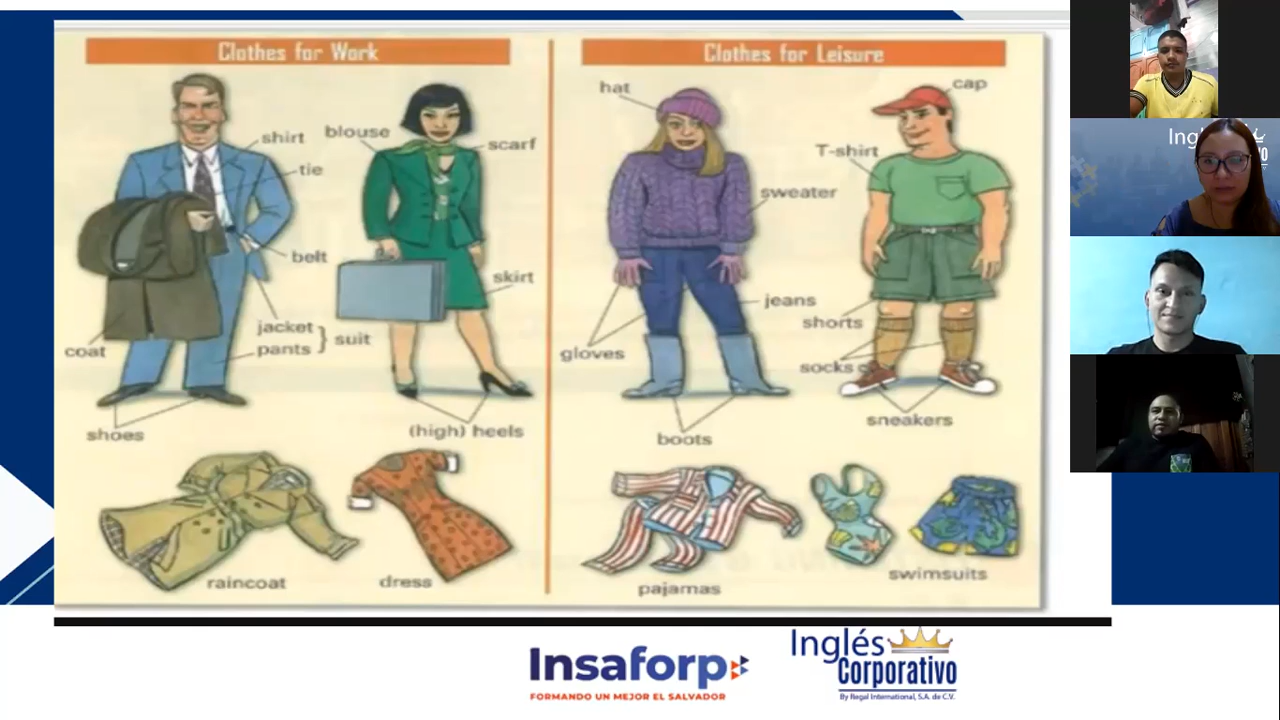 Clothes for Work
shirt
blouse
scarf
tie
belt
skirt
jacket
pants
suit
coat
shoes
(high) heels
raincoat
dress
Clothes for Leisure
hat
cap
T-shirt
sweater
jeans
shorts
gloves
socks
sneakers
boots
pajamas
swimsuits
Insaforp
FORMANDO UN MEJOR EL SALVADOR
Inglés
Corporativo
By Regal International, S.A. de C.V.